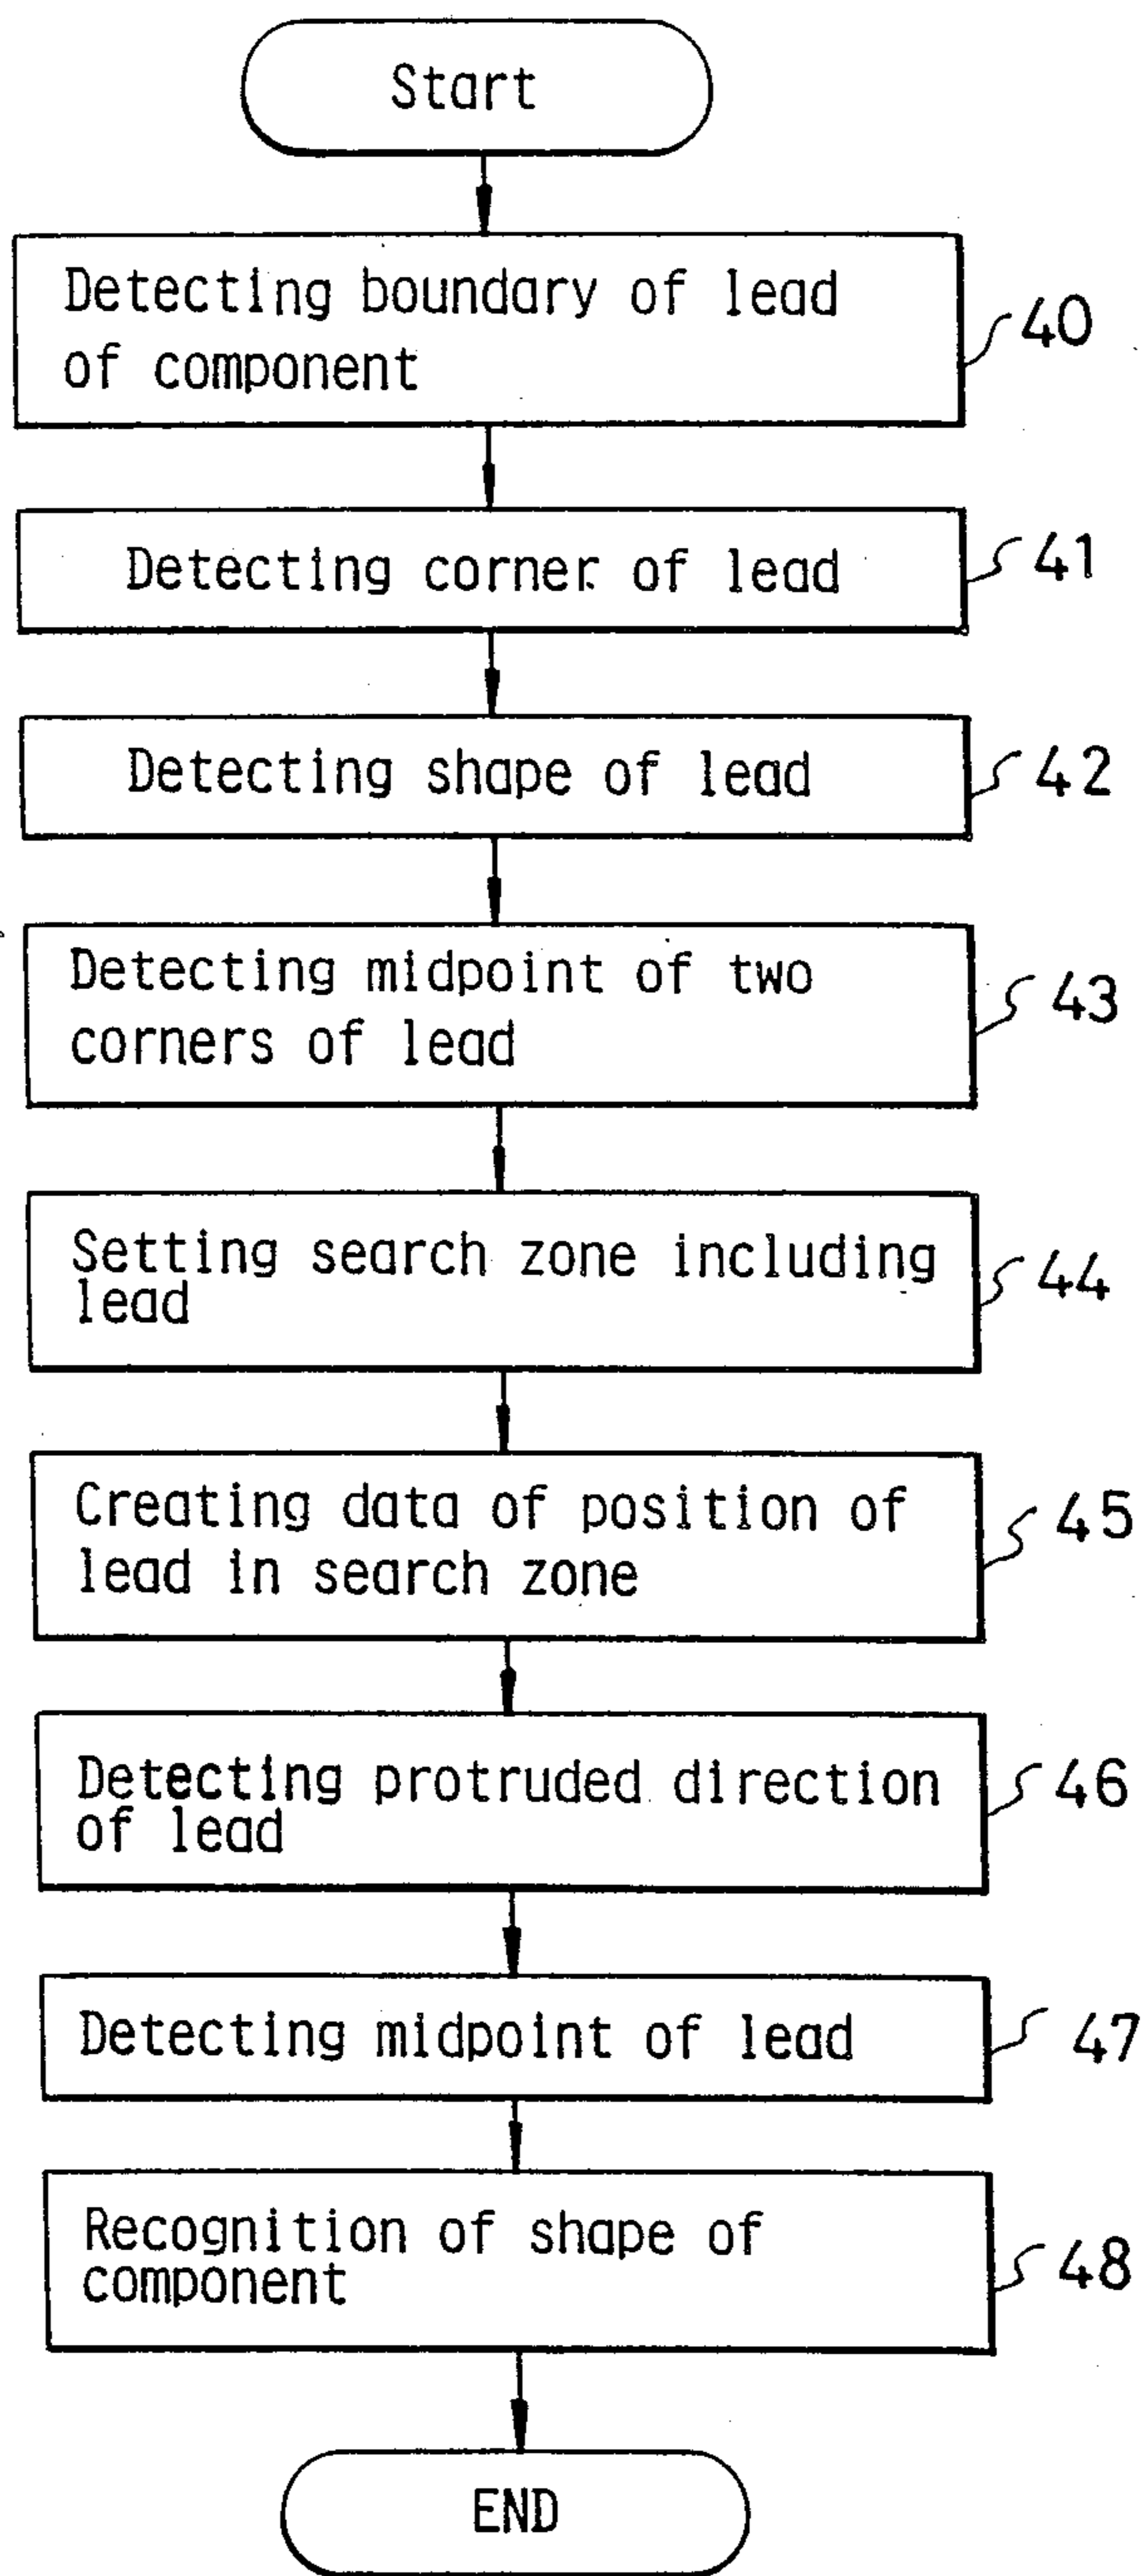 Start
Detecting boundary of lead
of component
40
Detecting corner of lead
41
Detecting shape of lead
42
Detecting midpoint of two
corners of lead
43
Setting search zone including
lead
44
Creating data of position of
lead in search zone
45
Detecting protruded direction
of lead
46
Detecting midpoint of lead
47
Recognition of shape of
component
48
END